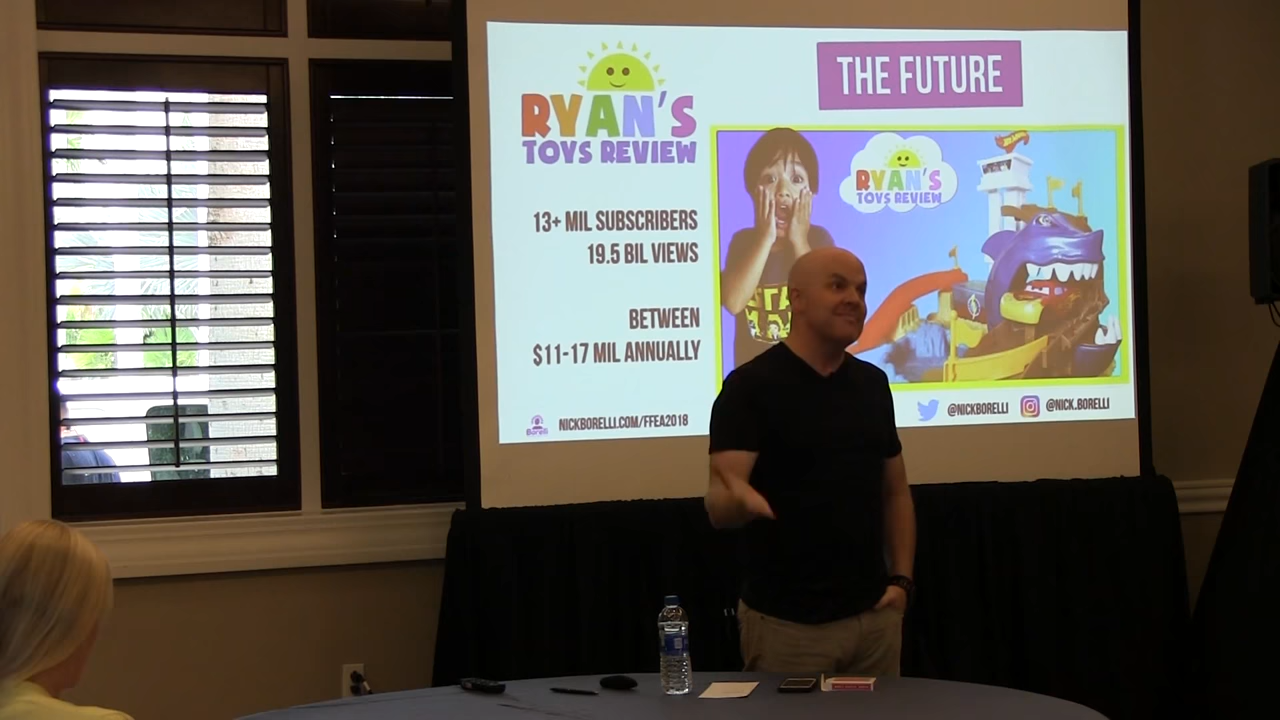 RYAN'S
TOYS REVIEW
THE FUTURE
13+ MIL SUBSCRIBERS
19.5 BIL VIEWS
BETWEEN
$11-17 MIL ANNUALLY
RYAN'S
TOYS REVIEW
Borelli
NICKBORELLI.COM/FFEA2018
@NICKBORELLI
@NICK.BORELLI